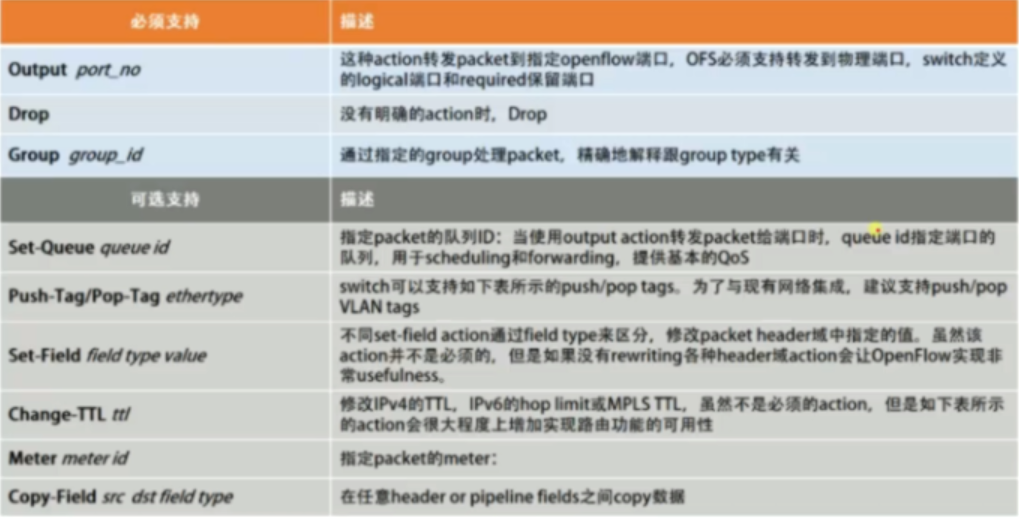 必须支持 描述
Output port_no 这种action转发packet到指定openflow端口，OFS必须支持转发到物理端口，switch定义
的logical端口和required保留端口
Drop 没有明确的action时，Drop
Group group_id 通过指定的group处理packet，精确地解释跟group type有关
可选支持 描述
Set-Queue queue id 指定packet的队列ID：当使用output action转发packet给端口时，queue id指定端口的
队列，用于scheduling和forwarding，提供基本的QoS
Push-Tag/Pop-Tag ethertype switch可以支持如下表所示的push/pop tags。为了与现有网络集成，建议支持push/pop
VLAN tags
Set-Field field type value 不同set-field action通过field type来区分，修改packet header域中指定的值。虽然该
action并不是必须的，但是如果没有rewriting各种header域action会让OpenFlow实现非
常usefulness。
Change-TTL ttl 修改IPv4的TTL，IPv6的hop limit或MPLS TTL，虽然不是必须的action，但是如下表所示
的action会很大程度上增加实现路由功能的可用性
Meter meter id 指定packet的meter：
Copy-Field src dst field type 在任意header or pipeline fields之间copy数据